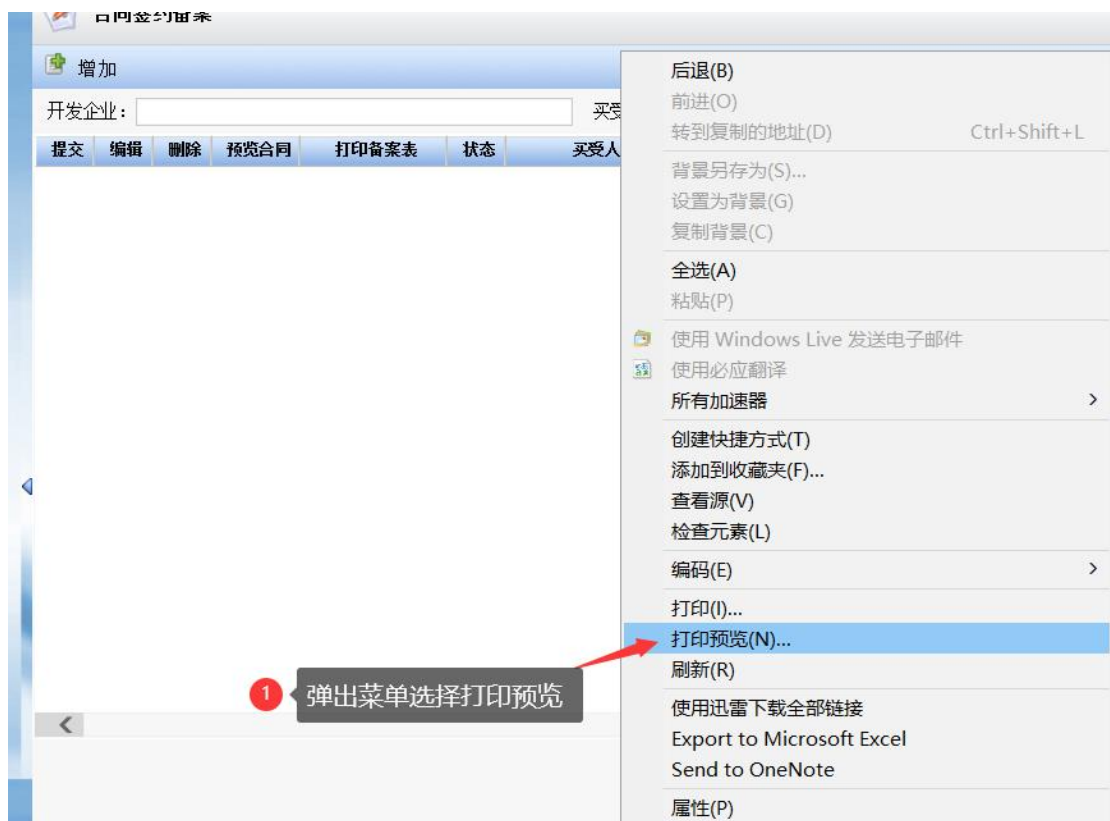 合同签约备案
增加
开发企业：
买受
提交 编辑 删除 预览合同 打印备案表 状态 买受人
后退(B)
前进(O)
转到复制的地址(D) Ctrl+Shift+L
背景另存为(S)...
设置为背景(G)
复制背景(C)
全选(A)
粘贴(P)
使用 Windows Live 发送电子邮件
使用必应翻译
所有加速器
创建快捷方式(T)
添加到收藏夹(F)...
查看源(V)
检查元素(L)
编码(E)
打印(I)...
打印预览(N)...
刷新(R)
1 弹出菜单选择打印预览
使用迅雷下载全部链接
Export to Microsoft Excel
Send to OneNote
属性(P)